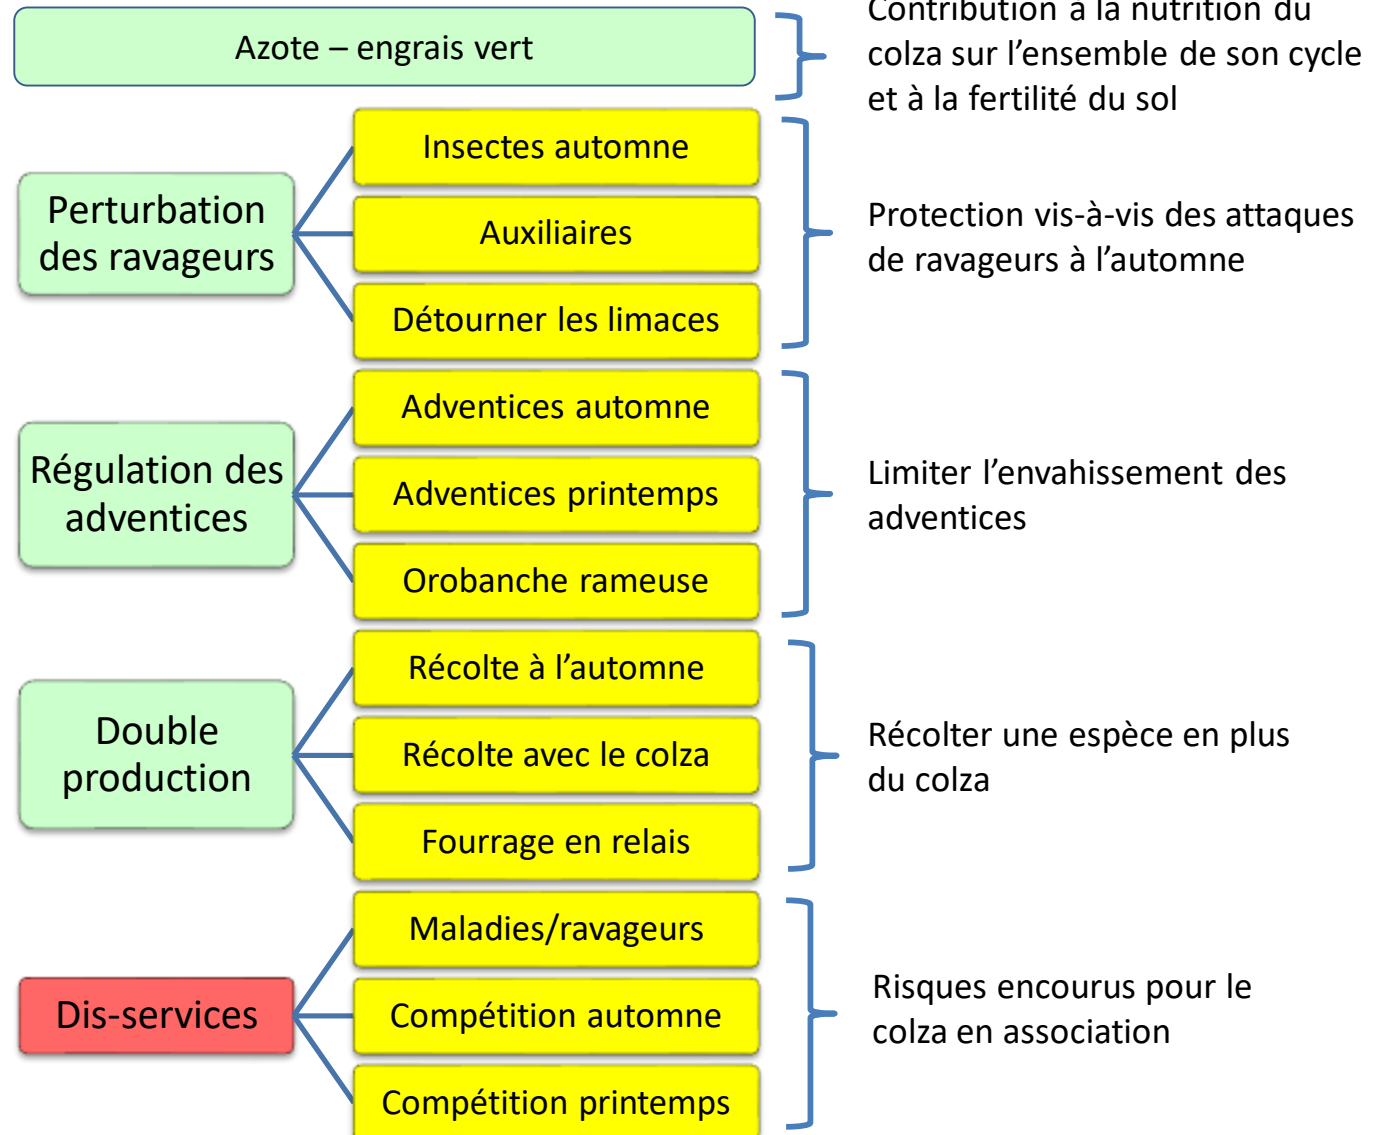 Contribution à la nutrition du
Azote – engrais vert
colza sur l’ensemble de son cycle
et à la fertilité du sol
Insectes automne
Perturbation
des ravageurs
Auxiliaires
Protection vis-à-vis des attaques
de ravageurs à l’automne
Détourner les limaces
Adventices automne
Régulation des
adventices
Adventices printemps
Limiter l’envahissement des
adventices
Orobanche rameuse
Récolte à l’automne
Double
production
Récolte avec le colza
Récolter une espèce en plus
du colza
Fourrage en relais
Maladies/ravageurs
Dis-services
Compétition automne
Risques encourus pour le
colza en association
Compétition printemps